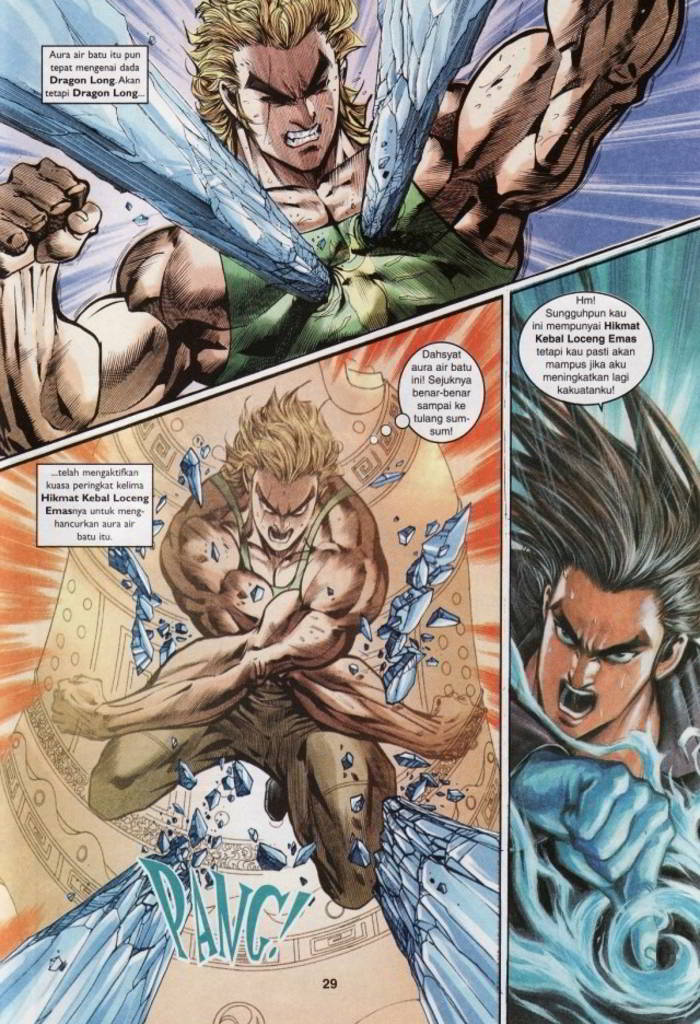 Aura air batu itu pun
tepat mengenai dada
Dragon Long. Akan
tetapi Dragon Long...
Dahsyat
aura air batu
ini! Sejuknya
benar-benar
sampai ke
tulang sum-
sum!
...telah mengaktifkan
kuasa peringkat kelima
Hikmat Kebal Loceng
Emasnya untuk meng-
hancurkan aura air
batu itu.
PANG!
Hm!
Sungguhpun kau
ini mempunyai Hikmat
Kebal Loceng Emas
tetapi kau pasti akan
mampus jika aku
meningkatkan lagi
kakuatanku!
29